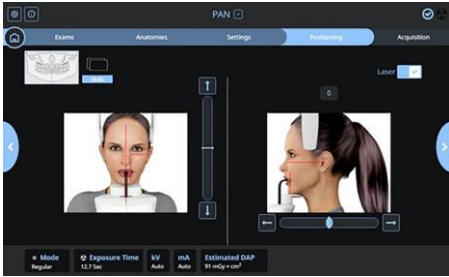 PAN
Exams
Anatomies
Settings
Positioning
Acquisition
Laser
0
Mode
Regular
Exposure Time
12.7 Sec
kV
Auto
mA
Auto
Estimated DAP
91 mGy • cm²